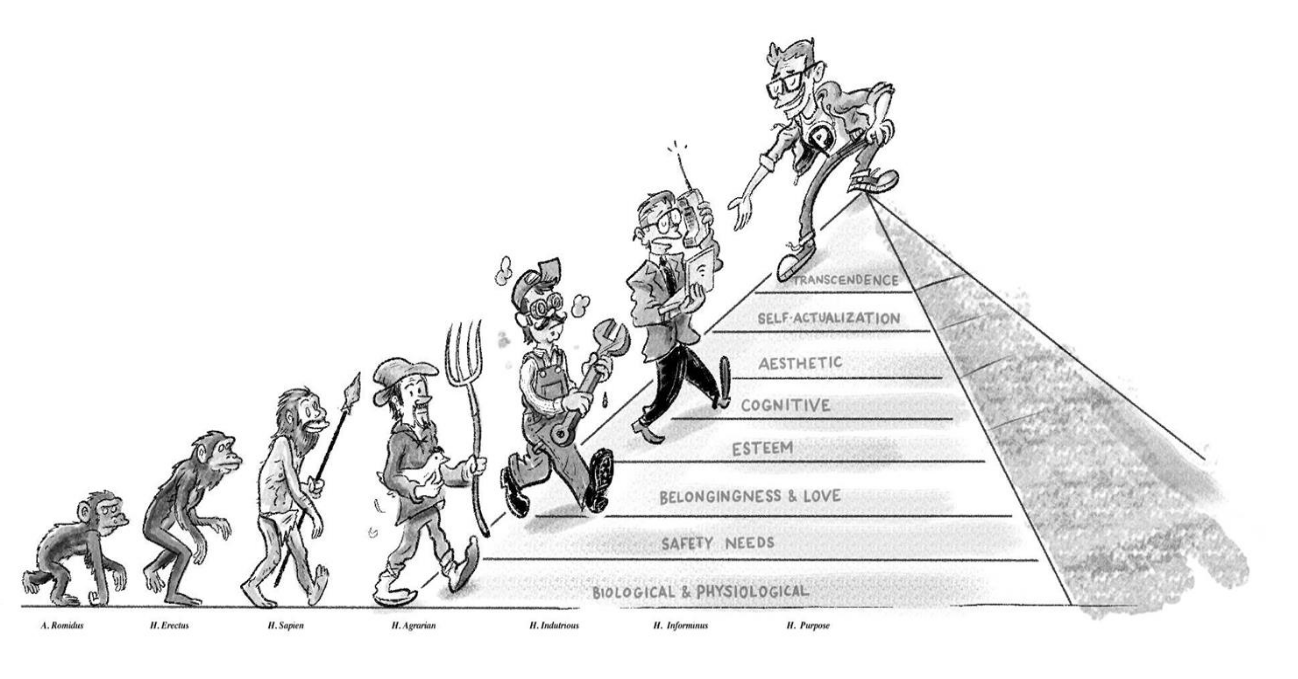 TRANSCENDENCE
SELF-ACTUALIZATION
AESTHETIC
COGNITIVE
ESTEEM
BELONGINGNESS & LOVE
SAFETY NEEDS
BIOLOGICAL & PHYSIOLOGICAL
A. Romidus
H. Erectus
H. Sapien
H. Agrarian
H. Indutrious
H. Informinus
H. Purpose